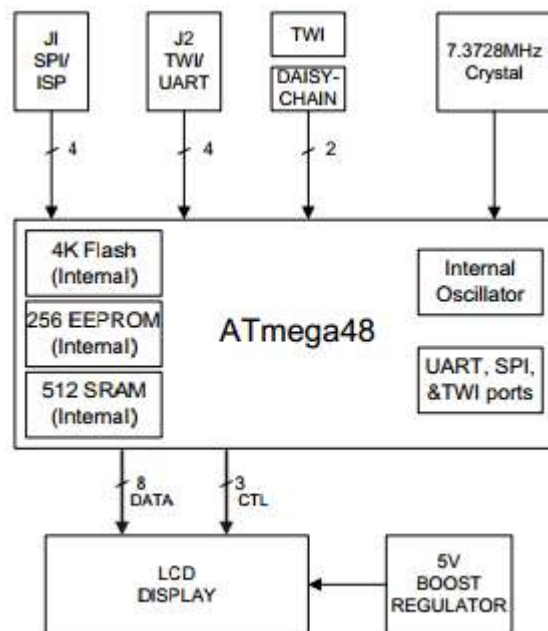 J1
SPI/
ISP
J2
TWI/
UART
TWI
DAISY-
CHAIN
7.3728MHz
Crystal
4
4
2
4K Flash
(Internal)
256 EEPROM
(Internal)
512 SRAM
(Internal)
ATmega48
Internal
Oscillator
UART, SPI,
&TWI ports
8
DATA
3
CTL
LCD
DISPLAY
5V
BOOST
REGULATOR